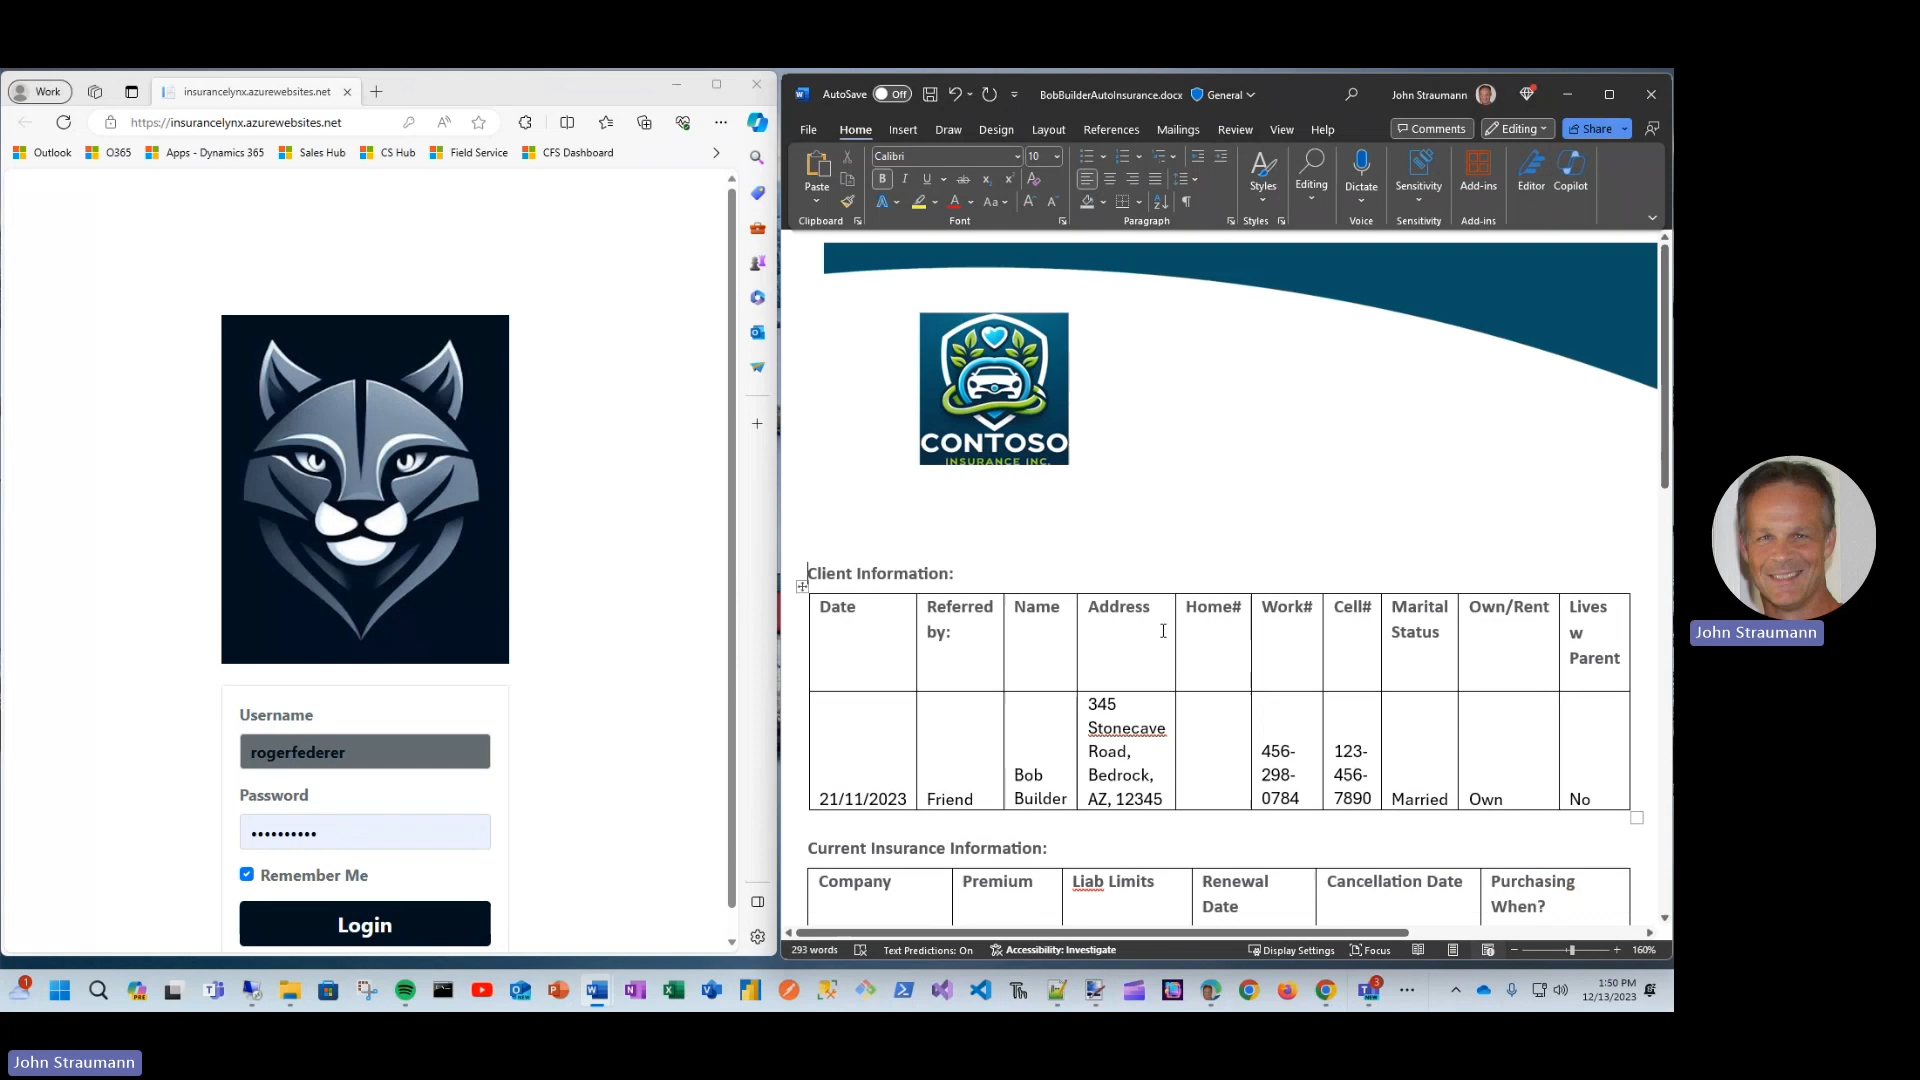 Work
insurancelynx.azurewebsites.net
https://insurancelynx.azurewebsites.net
Outlook
O365
Apps - Dynamics 365
Sales Hub
CS Hub
Field Service
CFS Dashboard
Username
rogerfederer
Password
••••••••••
Remember Me
Login
AutoSave
Off
BobBuilderAutoInsurance.docx
General
John Straumann
File
Home
Insert
Draw
Design
Layout
References
Mailings
Review
View
Help
Comments
Editing
Share
Paste
Calibri
10
Styles
Editing
Dictate
Sensitivity
Add-ins
Editor
Copilot
Clipboard
Font
Paragraph
Styles
Voice
Sensitivity
Add-ins
CONTOSO
INSURANCE INC.
Client Information:
Date
Referred
by:
Name
Address
Home#
Work#
Cell#
Marital
Status
Own/Rent
Lives
w
Parent
21/11/2023
Friend
Bob
Builder
345
Stonecave
Road,
Bedrock,
AZ, 12345
456-
298-
0784
123-
456-
7890
Married
Own
No
Current Insurance Information:
Company
Premium
Liab Limits
Renewal
Date
Cancellation Date
Purchasing
When?
293 words
Text Predictions: On
Accessibility: Investigate
Display Settings
Focus
160%
1:50 PM
12/13/2023
John Straumann
John Straumann